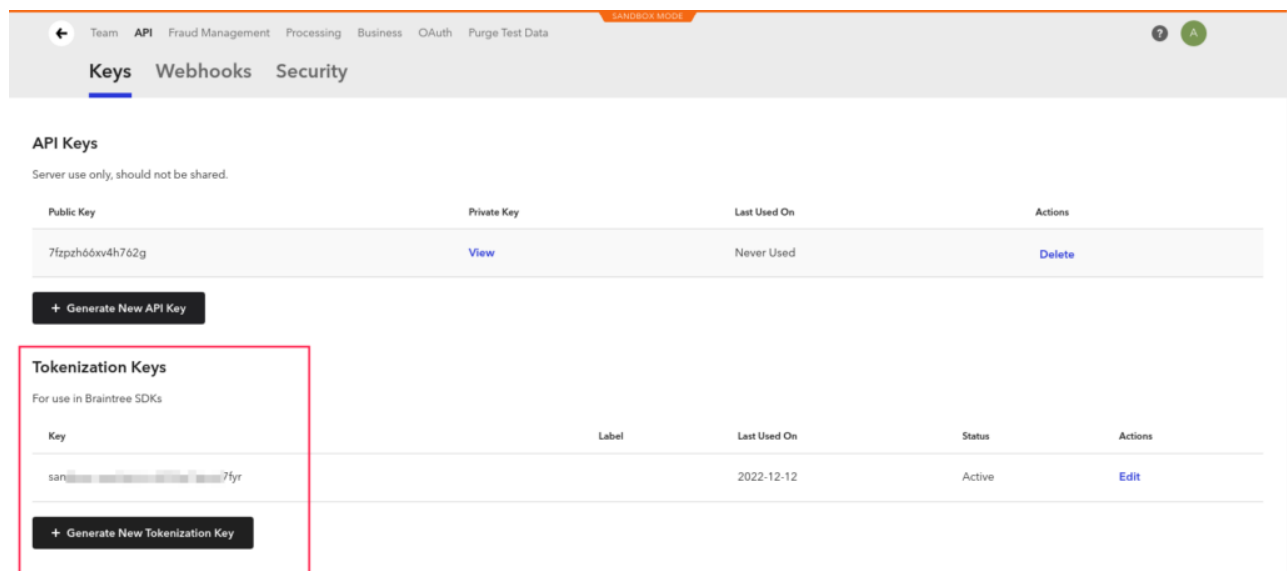 SANDBOX MODE
Team API Fraud Management Processing Business OAuth Purge Test Data ? A
Keys Webhooks Security
API Keys
Server use only, should not be shared.
Public Key Private Key Last Used On Actions
7fzpzh66xv4h762g View Never Used Delete
+ Generate New API Key
Tokenization Keys
For use in Braintree SDKs
Key Label Last Used On Status Actions
san 7fyr 2022-12-12 Active Edit
+ Generate New Tokenization Key